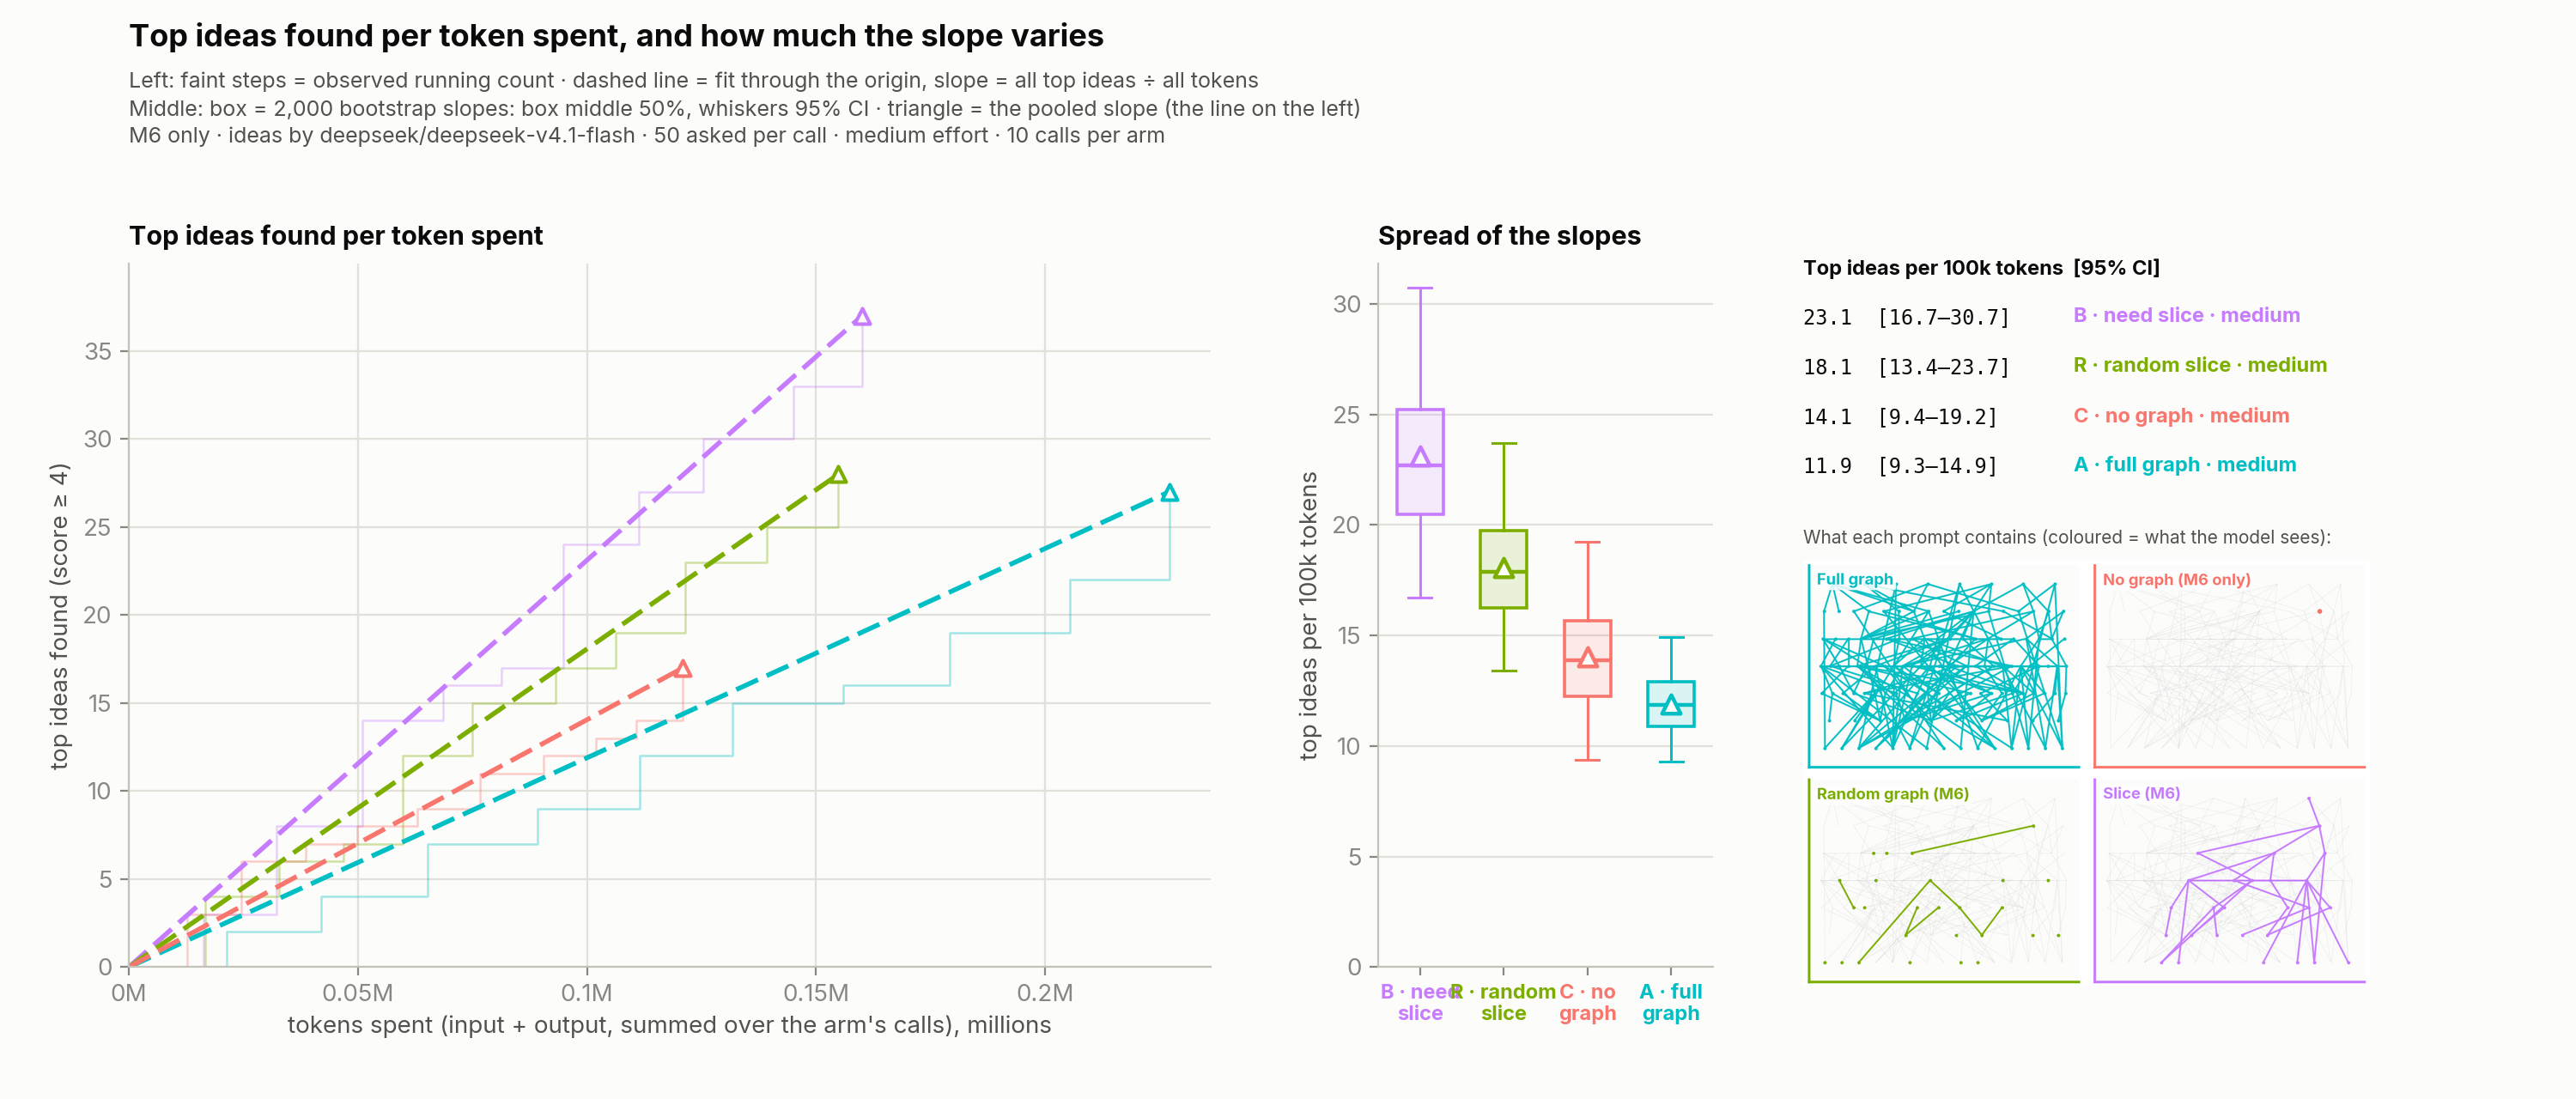 Top ideas found per token spent, and how much the slope varies
Left: faint steps = observed running count · dashed line = fit through the origin, slope = all top ideas ÷ all tokens
Middle: box = 2,000 bootstrap slopes: box middle 50%, whiskers 95% CI · triangle = the pooled slope (the line on the left)
M6 only · ideas by deepseek/deepseek-v4.1-flash · 50 asked per call · medium effort · 10 calls per arm
Top ideas found per token spent
top ideas found (score ≥ 4)
35
30
25
20
15
10
5
0
0M
0.05M
0.1M
0.15M
0.2M
tokens spent (input + output, summed over the arm's calls), millions
Spread of the slopes
top ideas per 100k tokens
30
25
20
15
10
5
0
B · need
slice
R · random
slice
C · no
graph
A · full
graph
Top ideas per 100k tokens [95% CI]
23.1 [16.7–30.7] B · need slice · medium
18.1 [13.4–23.7] R · random slice · medium
14.1 [9.4–19.2] C · no graph · medium
11.9 [9.3–14.9] A · full graph · medium
What each prompt contains (coloured = what the model sees):
Full graph
No graph (M6 only)
Random graph (M6)
Slice (M6)